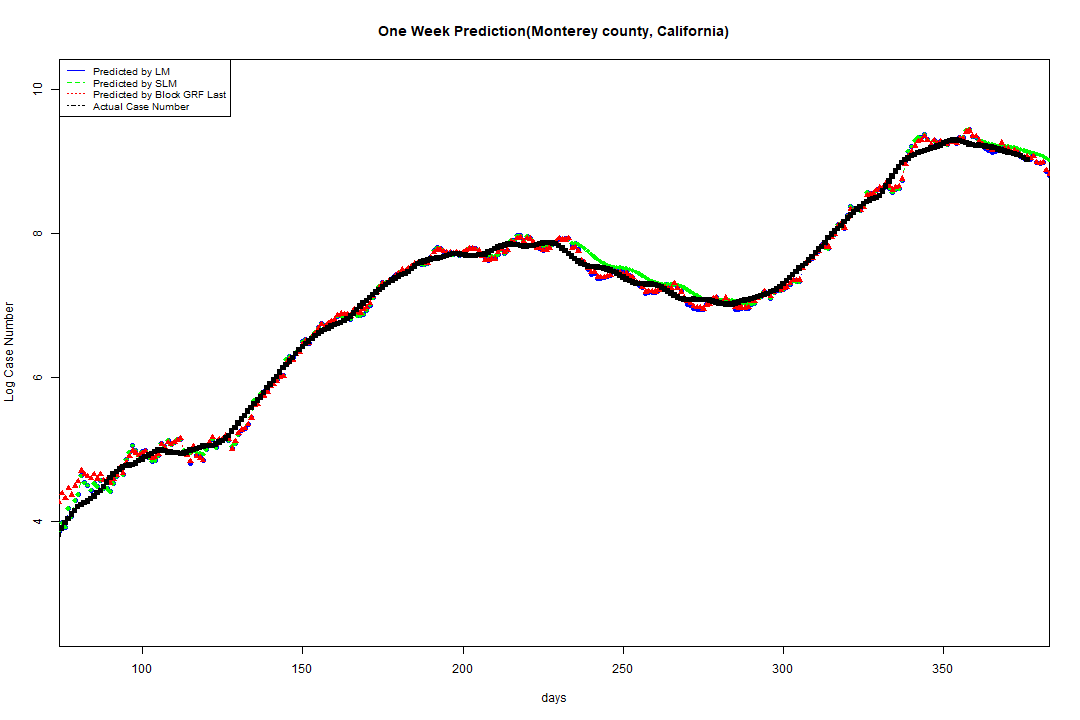 One Week Prediction(Monterey county, California)
Predicted by LM
Predicted by SLM
Predicted by Block GRF Last
Actual Case Number
10
8
6
4
Log Case Number
100 150 200 250 300 350
days